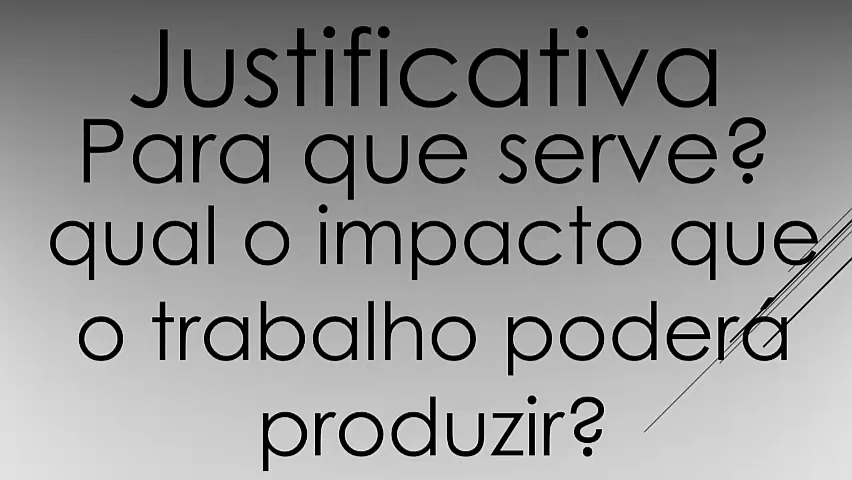 Justificativa
Para que serve?
qual o impacto que
o trabalho poderá
produzir?